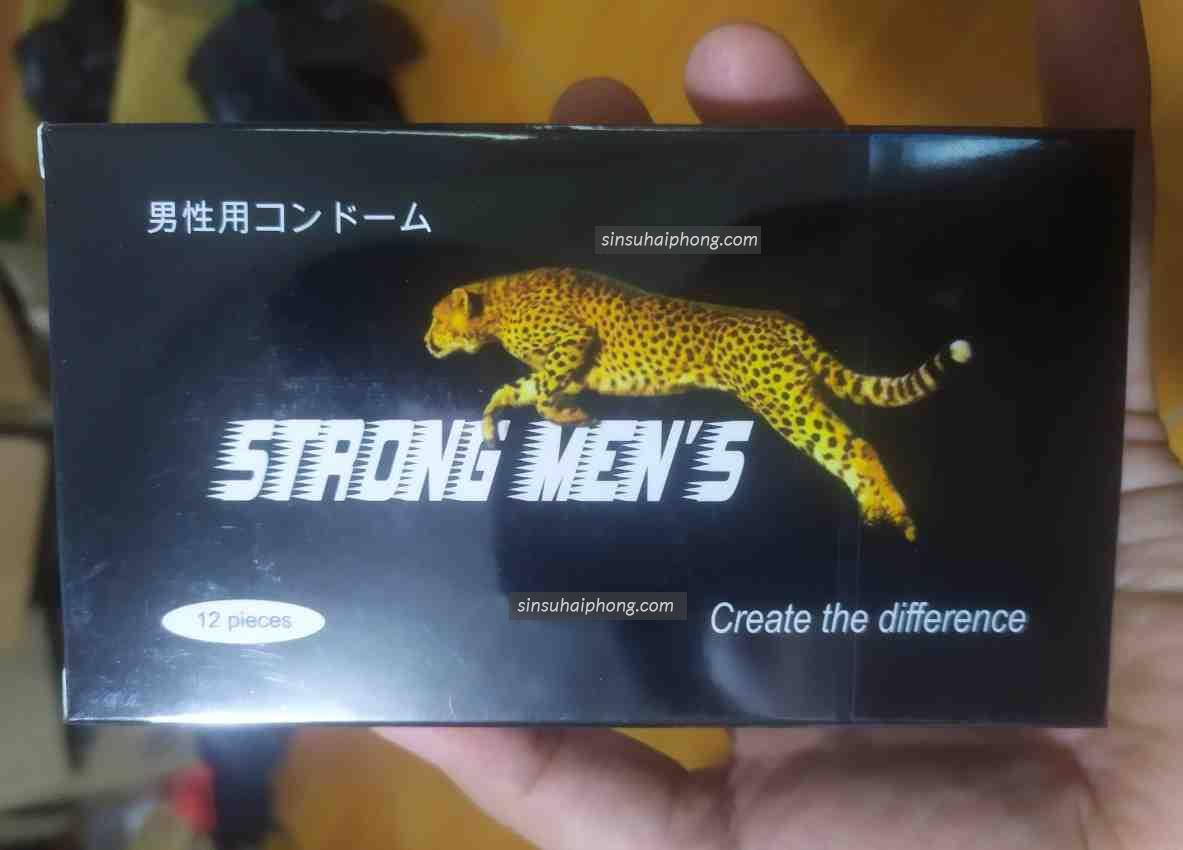 男性用コンドーム
sinsuhaiphong.com
STRONG MEN'S
12 pieces
sinsuhaiphong.com
Create the difference